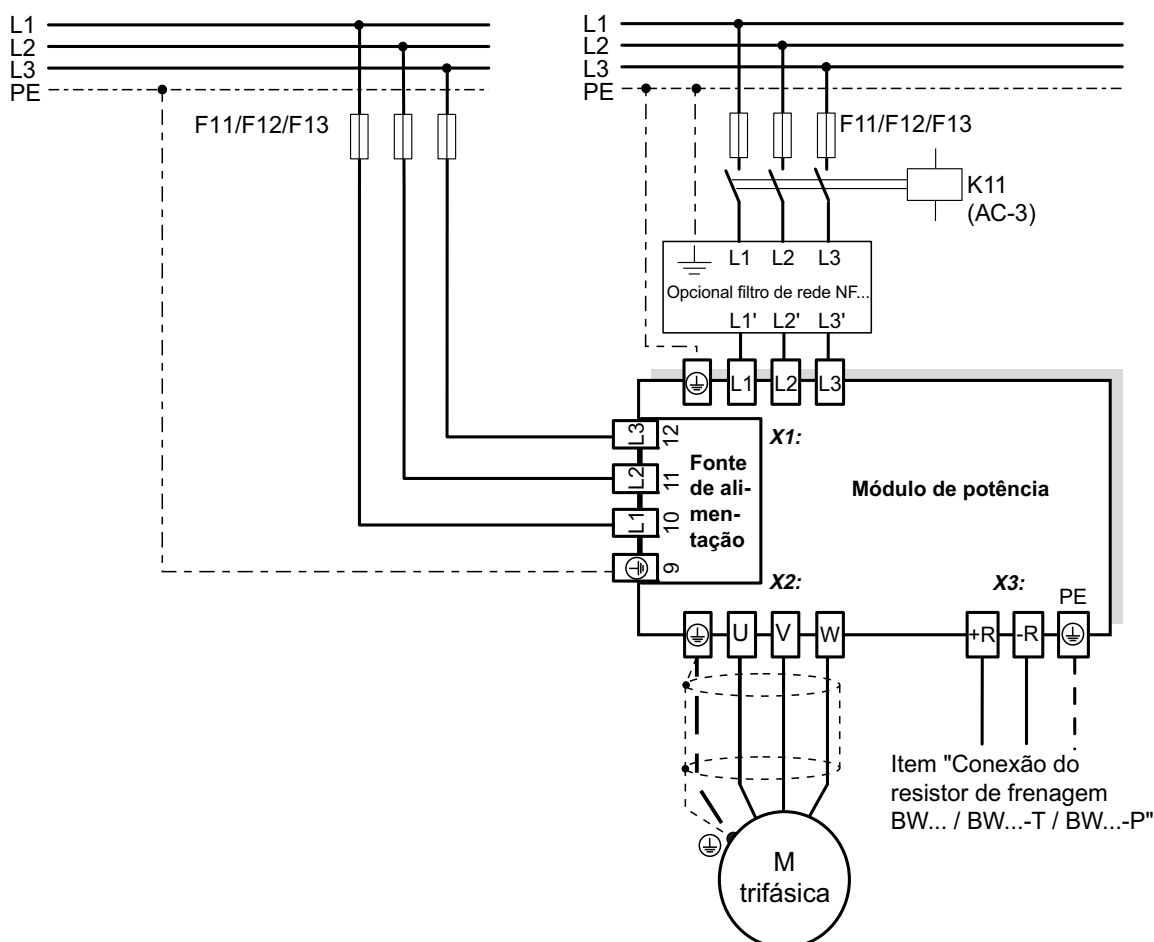 L1
L2
L3
PE
F11/F12/F13
L1
L2
L3
PE
F11/F12/F13
K11
(AC-3)
L1 L2 L3
Opcional filtro de rede NF...
L1' L2' L3'
L1 L2 L3
X1:
L3 12
L2 11
L1 10
9
Fonte
de ali-
men-
tação
Módulo de potência
X2:
X3:
PE
U V W
+R -R
Item "Conexão do
resistor de frenagem
BW... / BW...-T / BW...-P"
M
trifásica